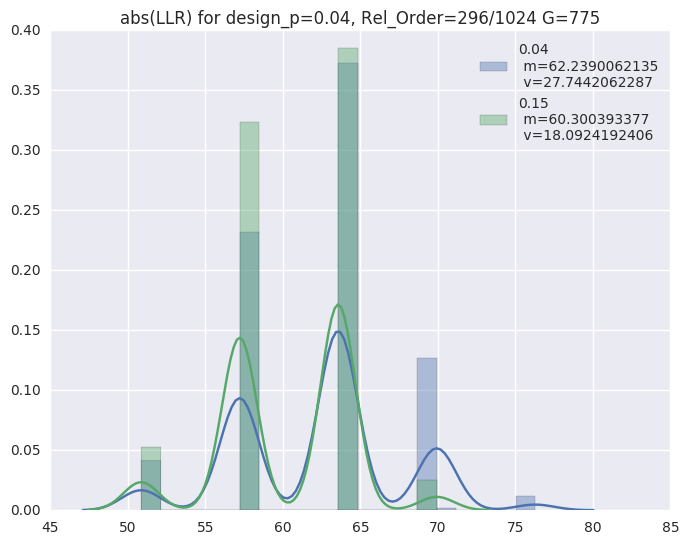 abs(LLR) for design_p=0.04, Rel_Order=296/1024 G=775
0.40
0.35
0.30
0.25
0.20
0.15
0.10
0.05
0.00
45 50 55 60 65 70 75 80 85
0.04
m=62.2390062135
v=27.7442062287
0.15
m=60.300393377
v=18.0924192406